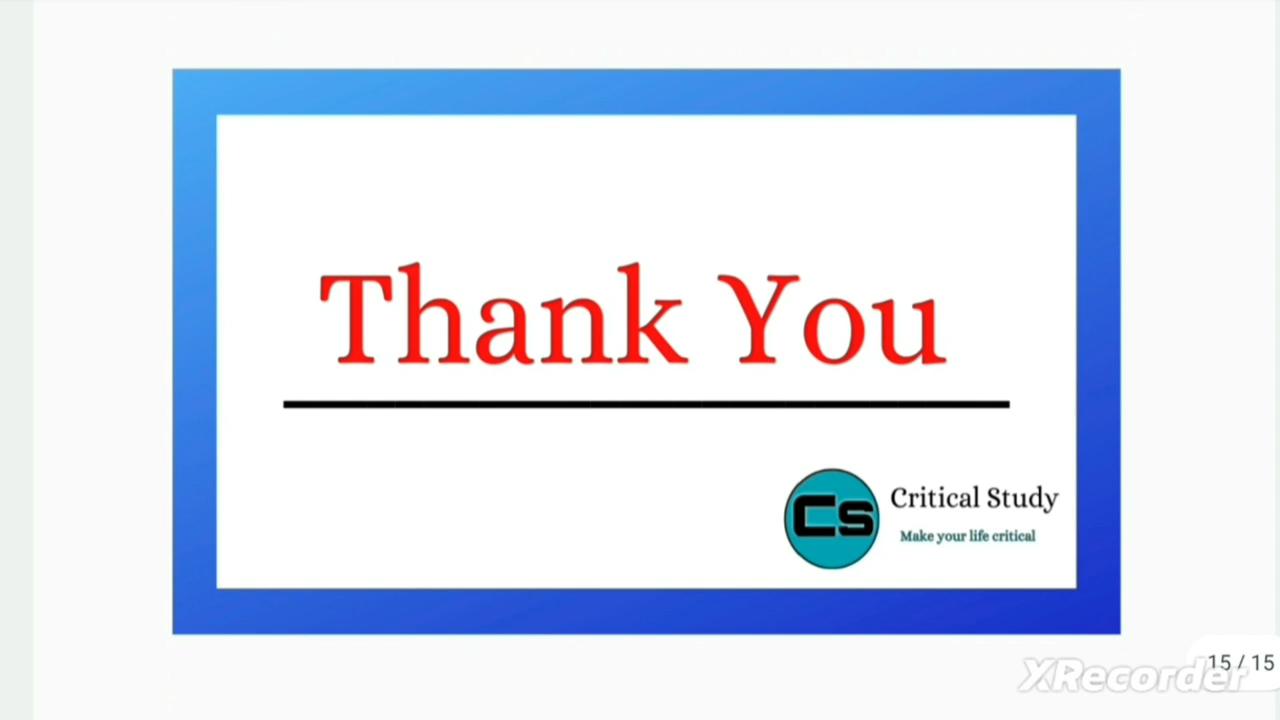 Thank You
Cs
Critical Study
Make your life critical
15 / 15
XRecorder